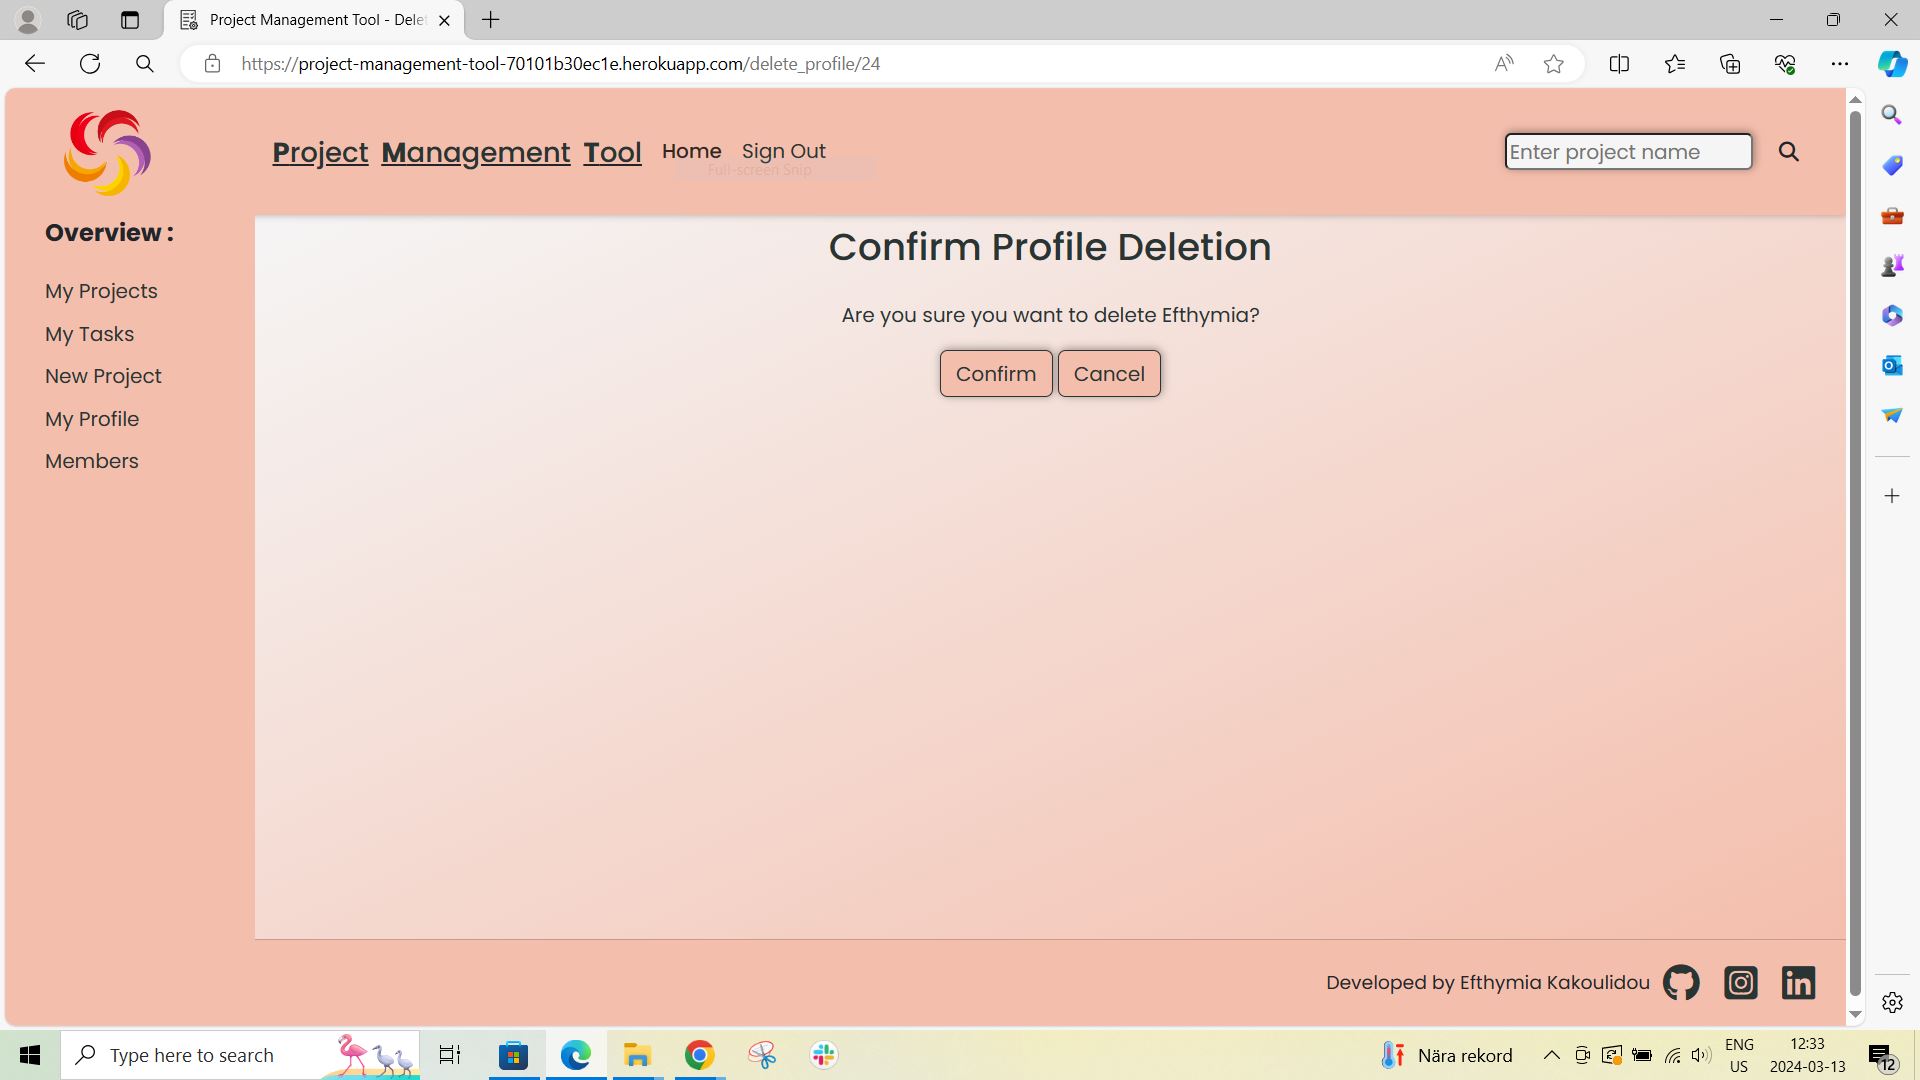 Project Management Tool - Delet
https://project-management-tool-70101b30ec1e.herokuapp.com/delete_profile/24
Project Management Tool Home Sign Out
Enter project name
Full-screen Snip
Overview :
My Projects
My Tasks
New Project
My Profile
Members
Confirm Profile Deletion
Are you sure you want to delete Efthymia?
Confirm Cancel
Developed by Efthymia Kakoulidou
in
Type here to search
Nära rekord
ENG
US
12:33
2024-03-13
12